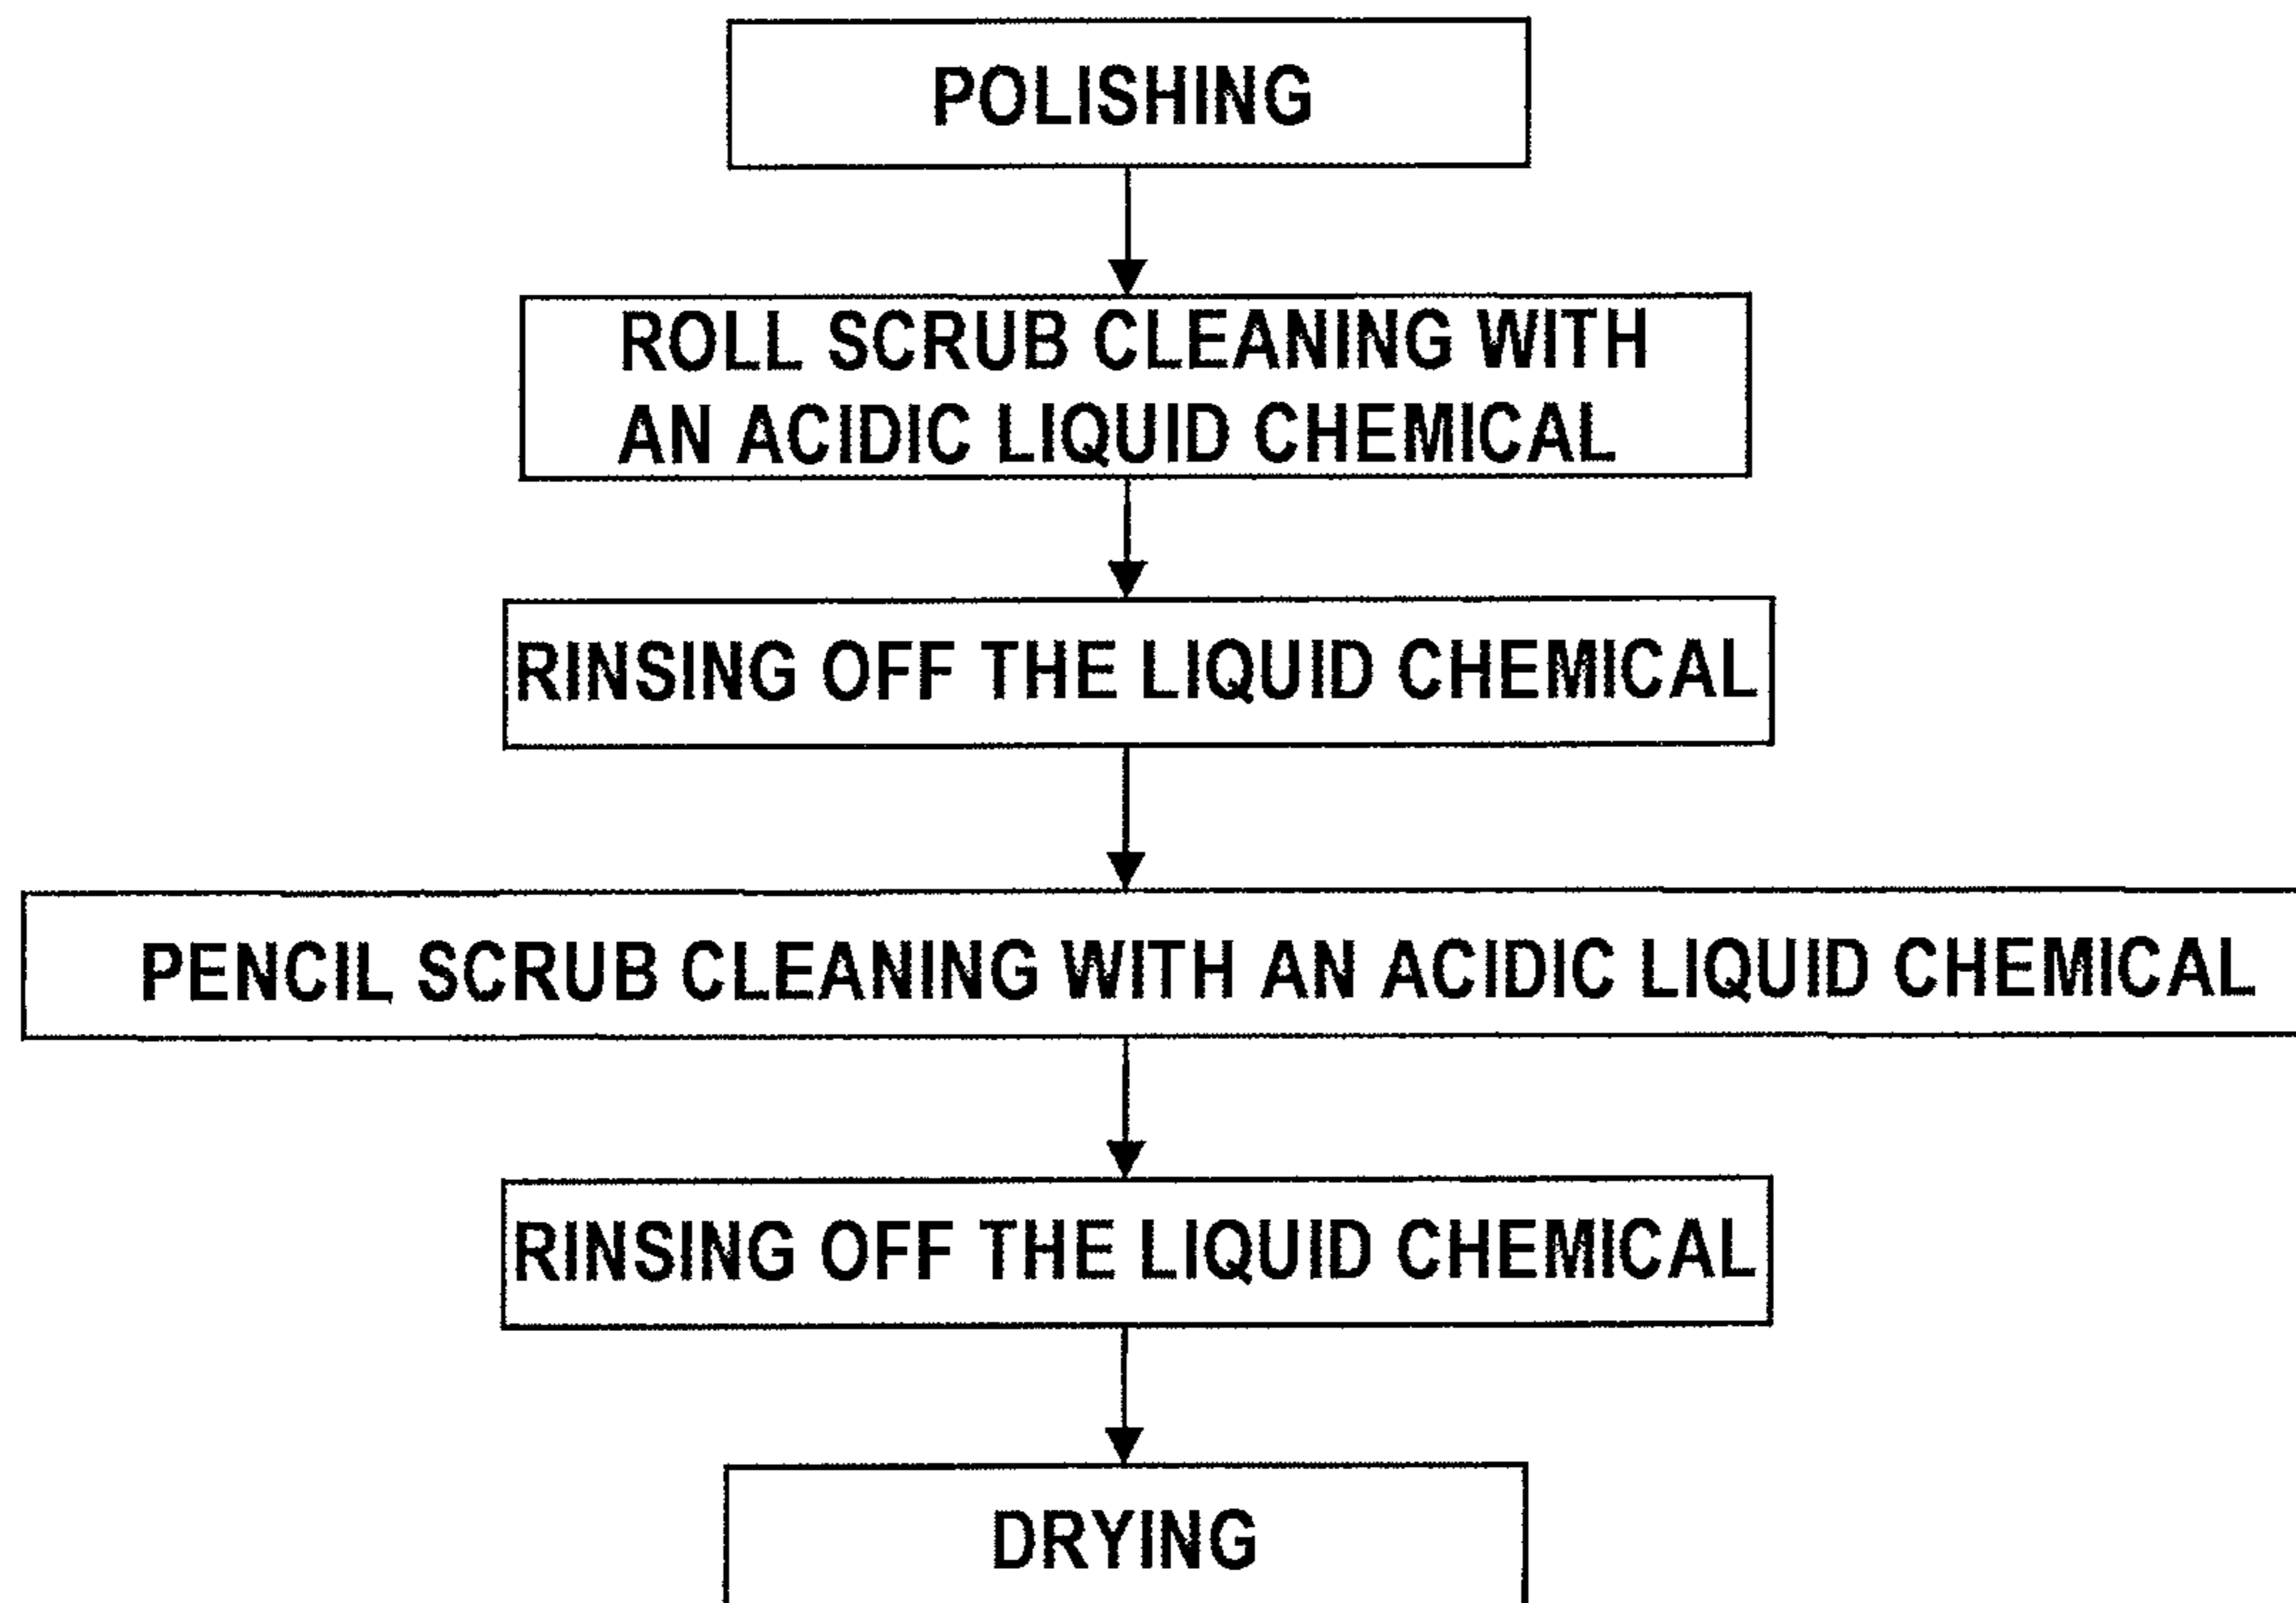 POLISHING
ROLL SCRUB CLEANING WITH
AN ACIDIC LIQUID CHEMICAL
RINSING OFF THE LIQUID CHEMICAL
PENCIL SCRUB CLEANING WITH AN ACIDIC LIQUID CHEMICAL
RINSING OFF THE LIQUID CHEMICAL
DRYING